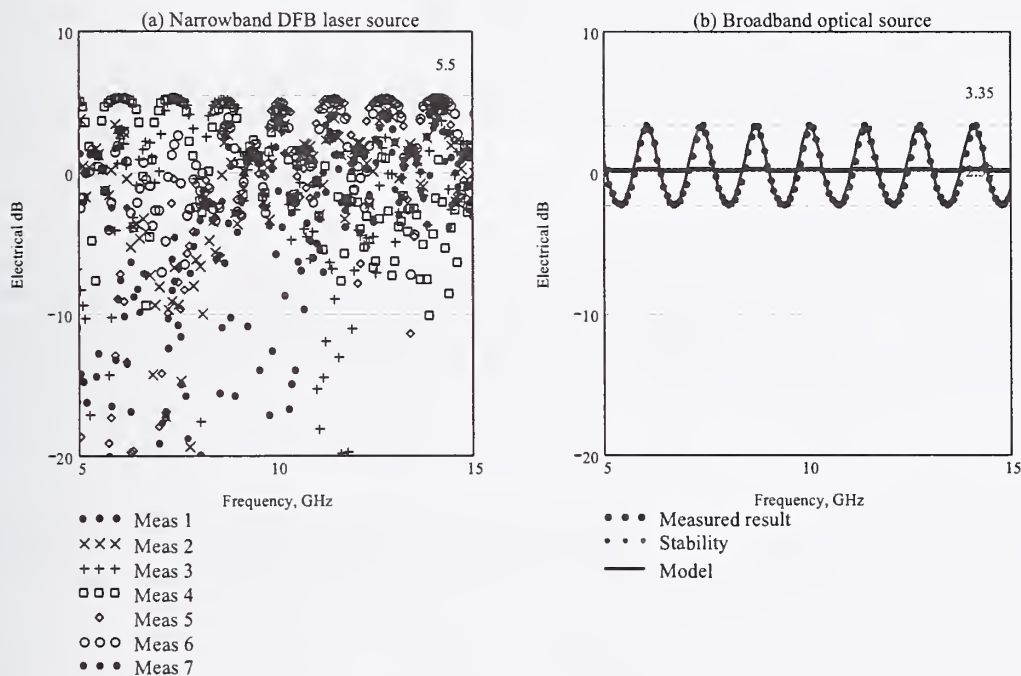 (a) Narrowband DFB laser source
10
5.5
0
-10
-20
Electrical dB
5
10
15
Frequency, GHz
Meas 1
Meas 2
Meas 3
Meas 4
Meas 5
Meas 6
Meas 7
(b) Broadband optical source
10
3.35
0
-10
-20
Electrical dB
5
10
15
Frequency, GHz
Measured result
Stability
Model